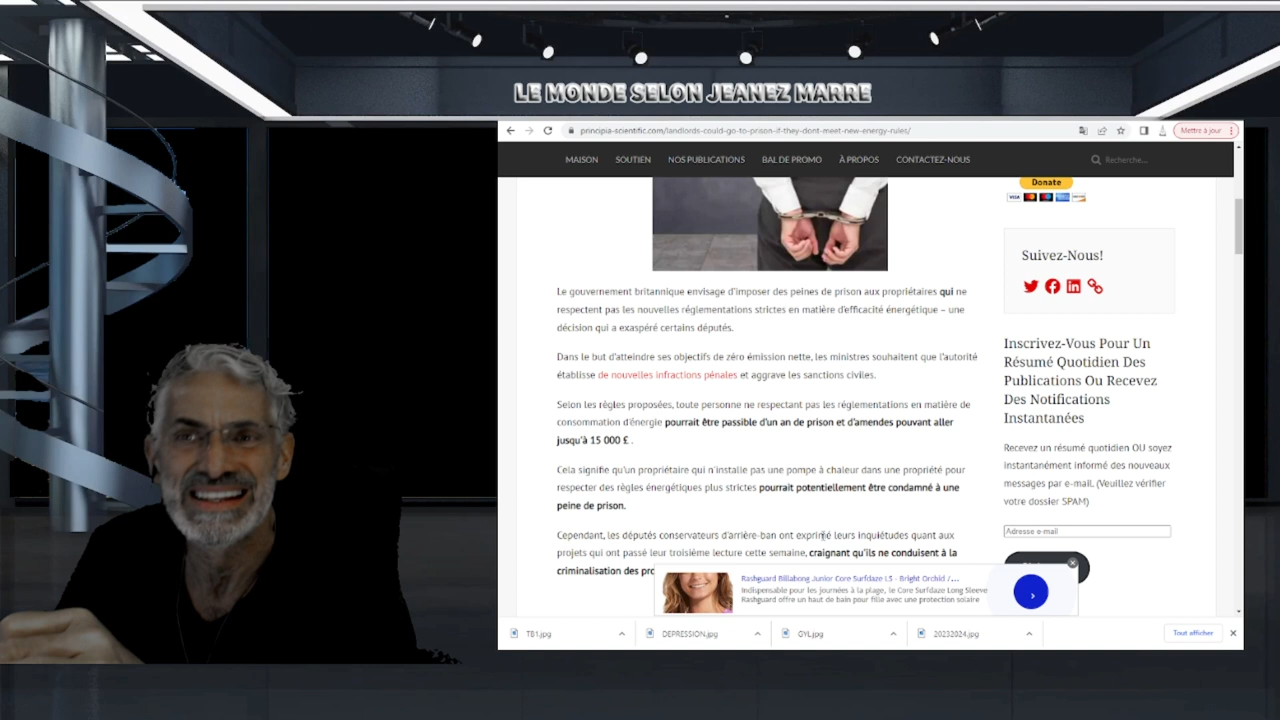 LE MONDE SELON JEANEZ MARRE
principia-scientific.com/landlords-could-go-to-prison-if-they-dont-meet-new-energy-rules/
Mettre à jour
MAISON SOUTIEN NOS PUBLICATIONS BAL DE PROMO À PROPOS CONTACTEZ-NOUS
Recherche...
Donate
VISA
Le gouvernement britannique envisage d'imposer des peines de prison aux propriétaires qui ne
respectent pas les nouvelles réglementations strictes en matière d'efficacité énergétique – une
décision qui a exaspéré certains députés.
Dans le but d'atteindre ses objectifs de zéro émission nette, les ministres souhaitent que l'autorité
établisse de nouvelles infractions pénales et aggrave les sanctions civiles.
Selon les règles proposées, toute personne ne respectant pas les réglementations en matière de
consommation d'énergie pourrait être passible d'un an de prison et d'amendes pouvant aller
jusqu'à 15 000 £ .
Cela signifie qu'un propriétaire qui n'installe pas une pompe à chaleur dans une propriété pour
respecter des règles énergétiques plus strictes pourrait potentiellement être condamné à une
peine de prison.
Cependant, les députés conservateurs d'arrière-ban ont exprimé leurs inquiétudes quant aux
projets qui ont passé leur troisième lecture cette semaine, craignant qu'ils ne conduisent à la
criminalisation des pro
Suivez-Nous!
Inscrivez-Vous Pour Un
Résumé Quotidien Des
Publications Ou Recevez
Des Notifications
Instantanées
Recevez un résumé quotidien OU soyez
instantanément informé des nouveaux
messages par e-mail. (Veuillez vérifier
votre dossier SPAM)
Adresse e-mail
Rashguard Billabong Junior Core Surfdaze LS - Bright Orchid /...
Indispensable pour les journées à la plage, le Core Surfdaze Long Sleeve
Rashguard offre un haut de bain pour fille avec une protection solaire
TB1.jpg
DEPRESSION.jpg
GYL.jpg
20232024.jpg
Tout afficher